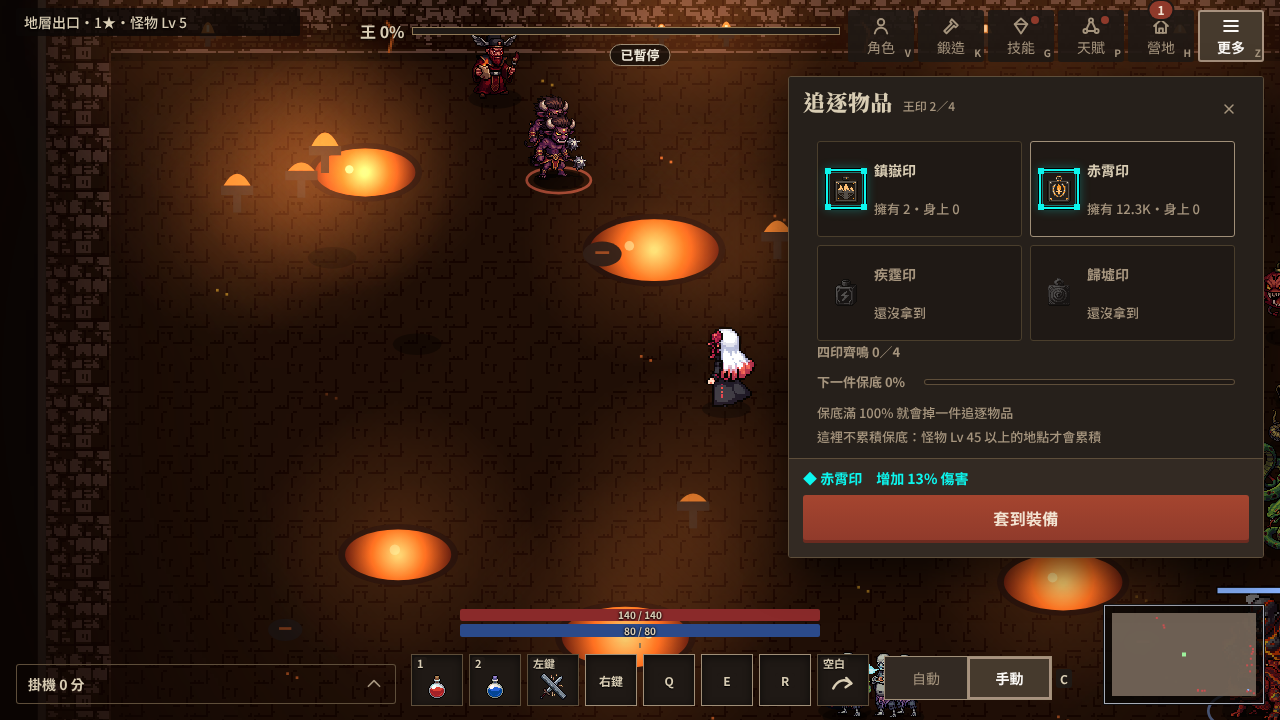 地層出口・1★・怪物 Lv 5
王 0%
已暫停
角色 V
鍛造 K
技能 G
天賦 P
1
營地 H
更多 Z
追逐物品 王印 2／4
×
鎮嶽印
擁有 2・身上 0
赤霄印
擁有 12.3K・身上 0
疾霆印
還沒拿到
歸墟印
還沒拿到
四印齊鳴 0／4
下一件保底 0%
保底滿 100% 就會掉一件追逐物品
這裡不累積保底：怪物 Lv 45 以上的地點才會累積
◆ 赤霄印 增加 13% 傷害
套到裝備
140 / 140
80 / 80
掛機 0 分
1
2
左鍵
右鍵
Q
E
R
空白
自動
手動
C